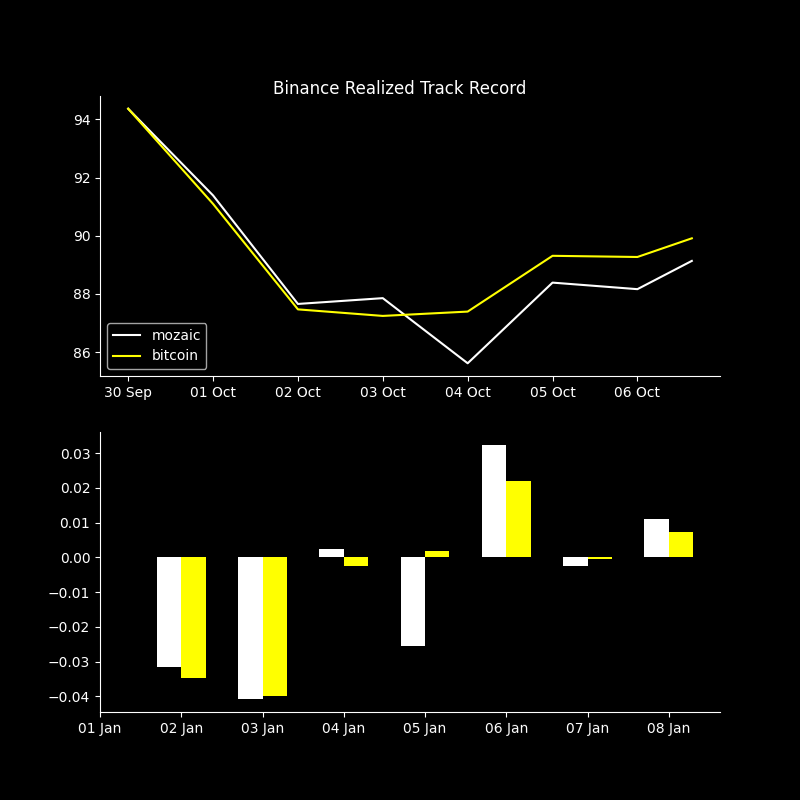 Binance Realized Track Record
94
92
90
88
86
mozaic
bitcoin
30 Sep 01 Oct 02 Oct 03 Oct 04 Oct 05 Oct 06 Oct
0.03
0.02
0.01
0.00
−0.01
−0.02
−0.03
−0.04
01 Jan 02 Jan 03 Jan 04 Jan 05 Jan 06 Jan 07 Jan 08 Jan